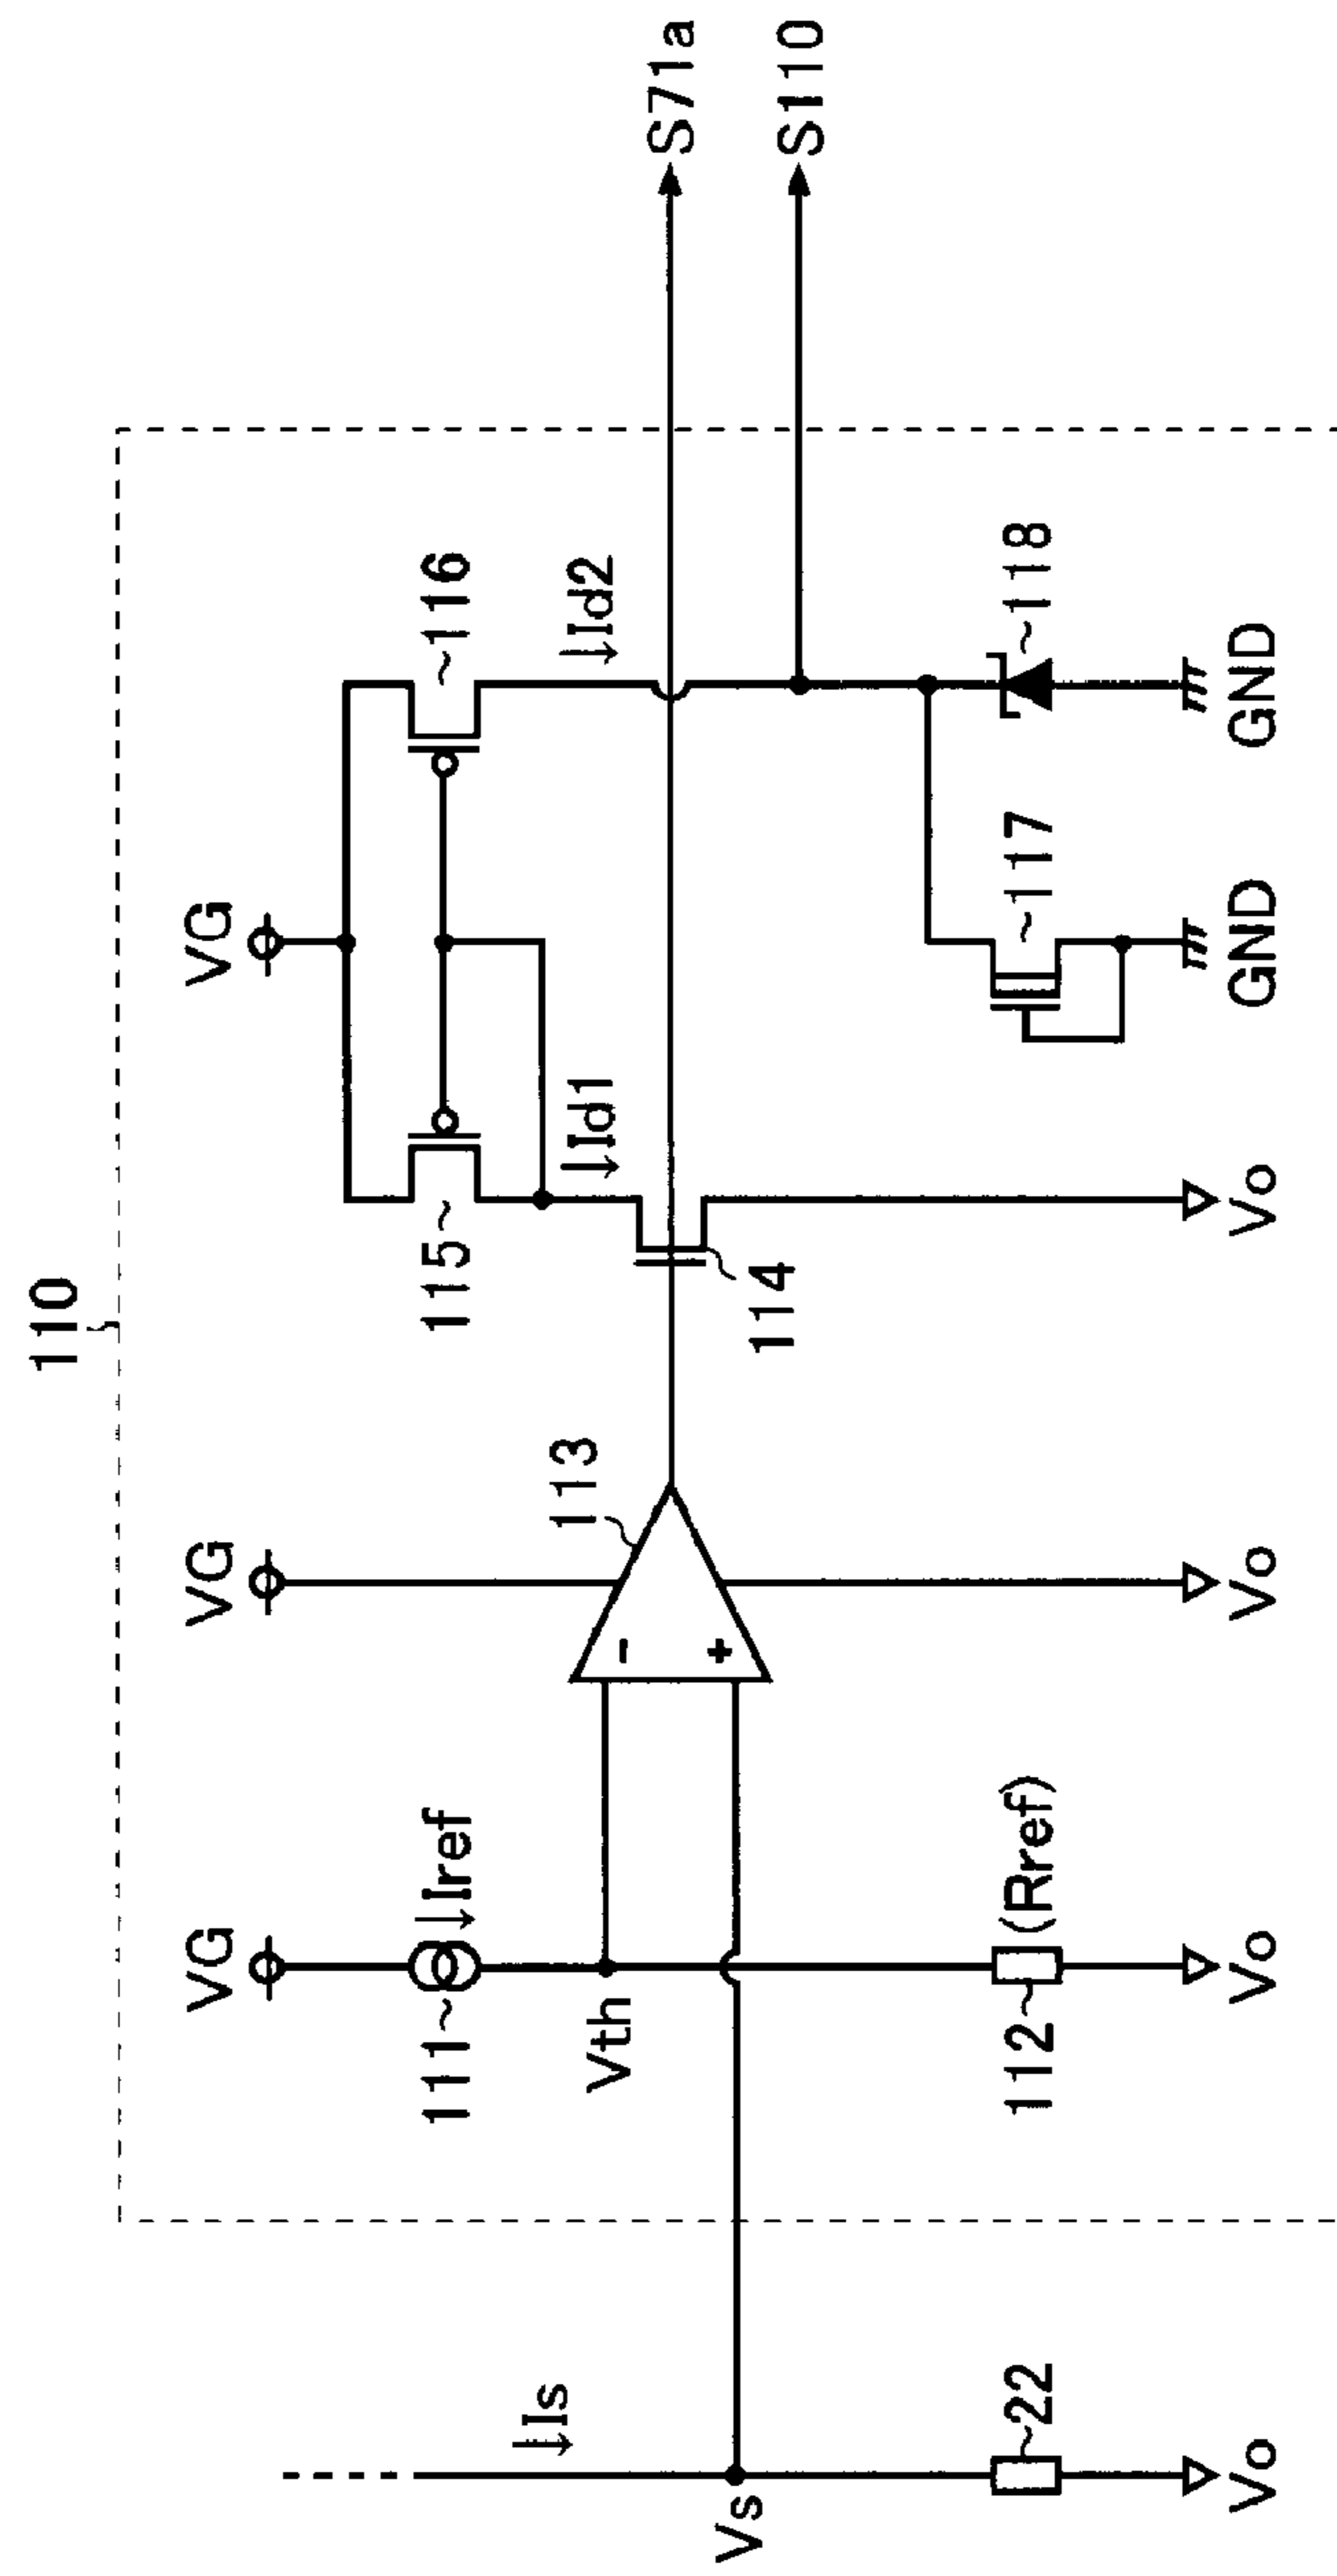 110
VG
VG
VG
111~
↓Iref
115~
~116
113
↓Id1
↓Id2
S71a
S110
↓Is
Vth
Vs
-
+
114
~22
112~
(Rref)
~117
~118
Vo
Vo
Vo
Vo
GND
GND